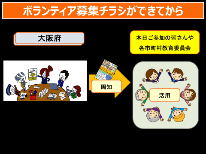 ボランティア募集チラシができてから
大阪府
本日ご参加の皆さんや
各市町村教育委員会
周知
活用